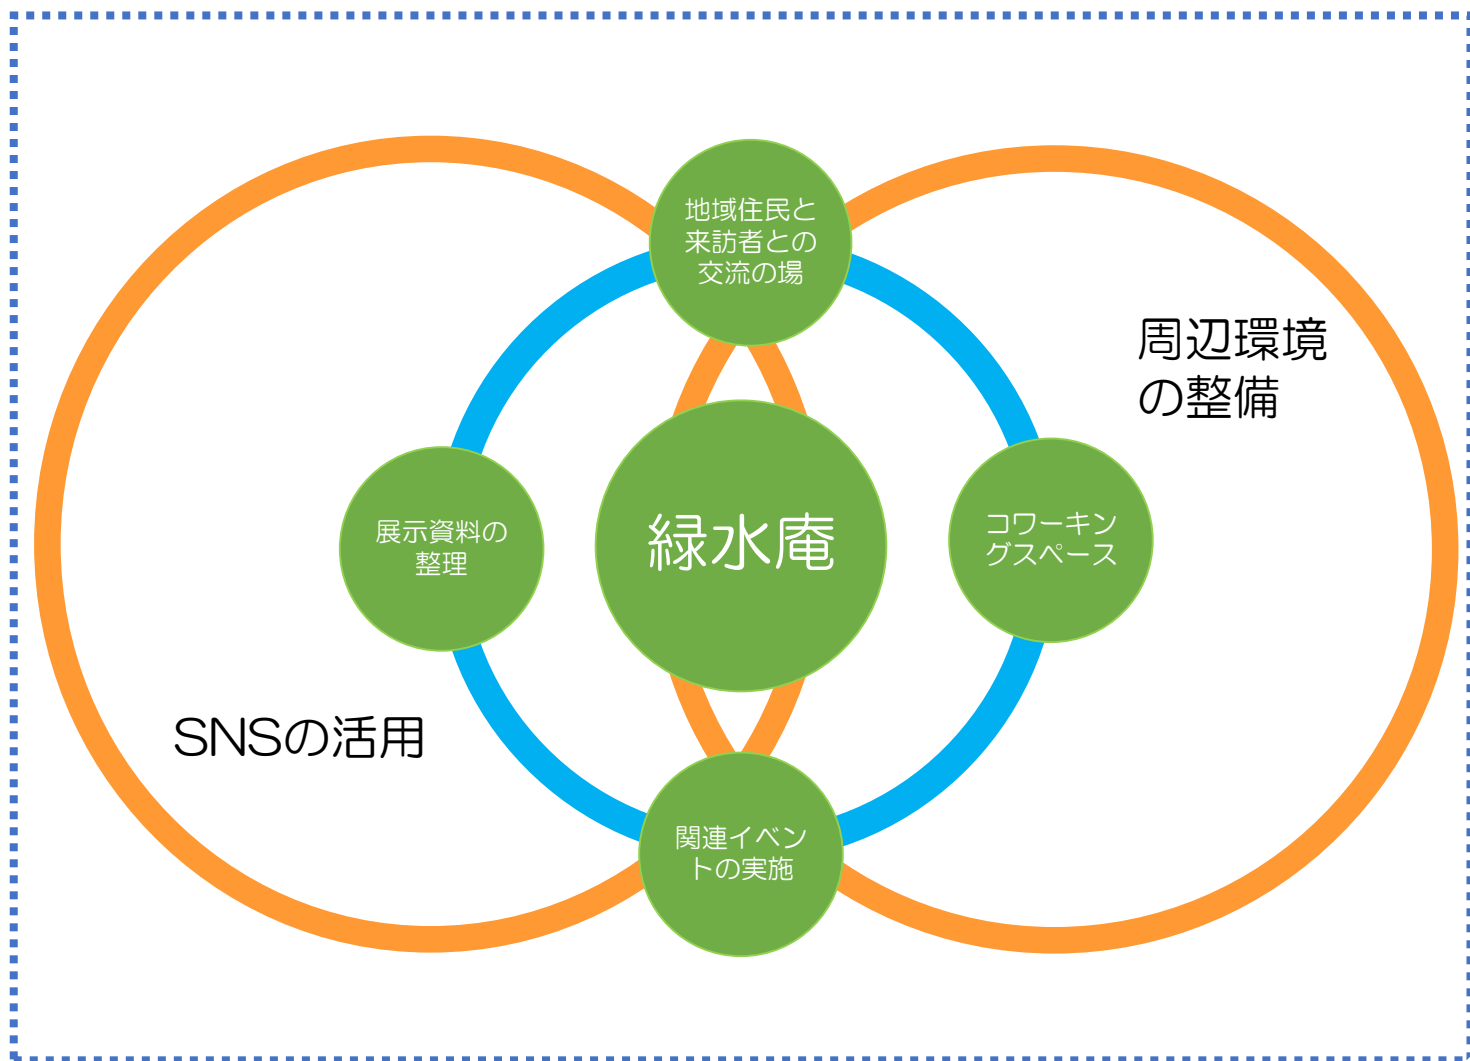 地域住民と
来訪者との
交流の場
周辺環境
の整備
展示資料の
整理
緑水庵
コワーキン
グスペース
SNSの活用
関連イベン
トの実施